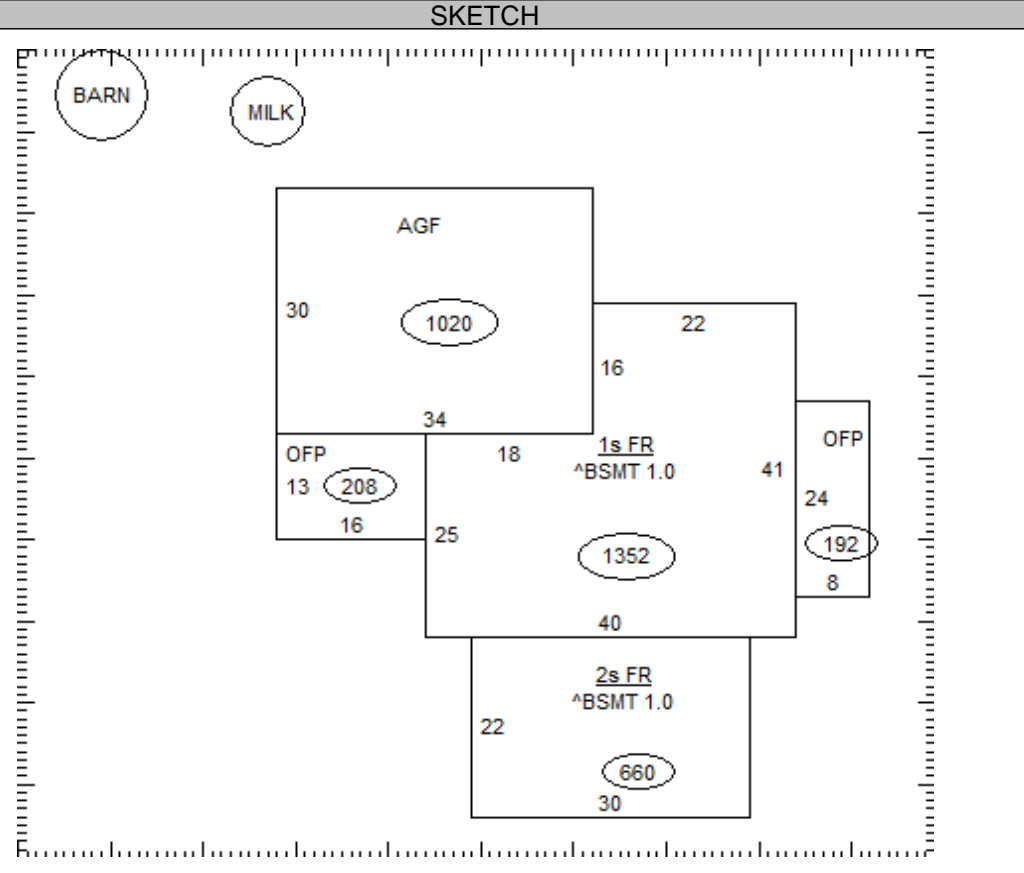 SKETCH
BARN
MILK
AGF
30
1020
34
22
16
OFP
13
208
16
18
1s FR
^BSMT 1.0
41
25
1352
40
OFP
24
192
8
2s FR
^BSMT 1.0
22
660
30